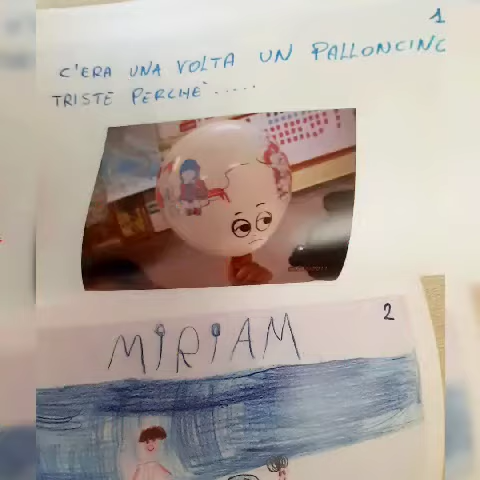 1
C'ERA UNA VOLTA UN PALLONCINO
TRISTE PERCHÈ.....
2
MIRIAM